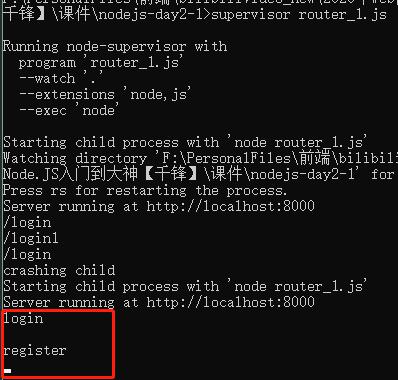 千锋】\课件\nodejs-day2-1>supervisor router_1.js
Running node-supervisor with
program 'router_1.js'
--watch '.'
--extensions 'node,js'
--exec 'node'
Starting child process with 'node router_1.js'
Watching directory 'F:\PersonalFiles\前端\bilibili
Node.JS入门到大神【千锋】\课件\nodejs-day2-1' for
Press rs for restarting the process.
Server running at http://localhost:8000
/login
/login1
/login
crashing child
Starting child process with 'node router_1.js'
Server running at http://localhost:8000
login
register